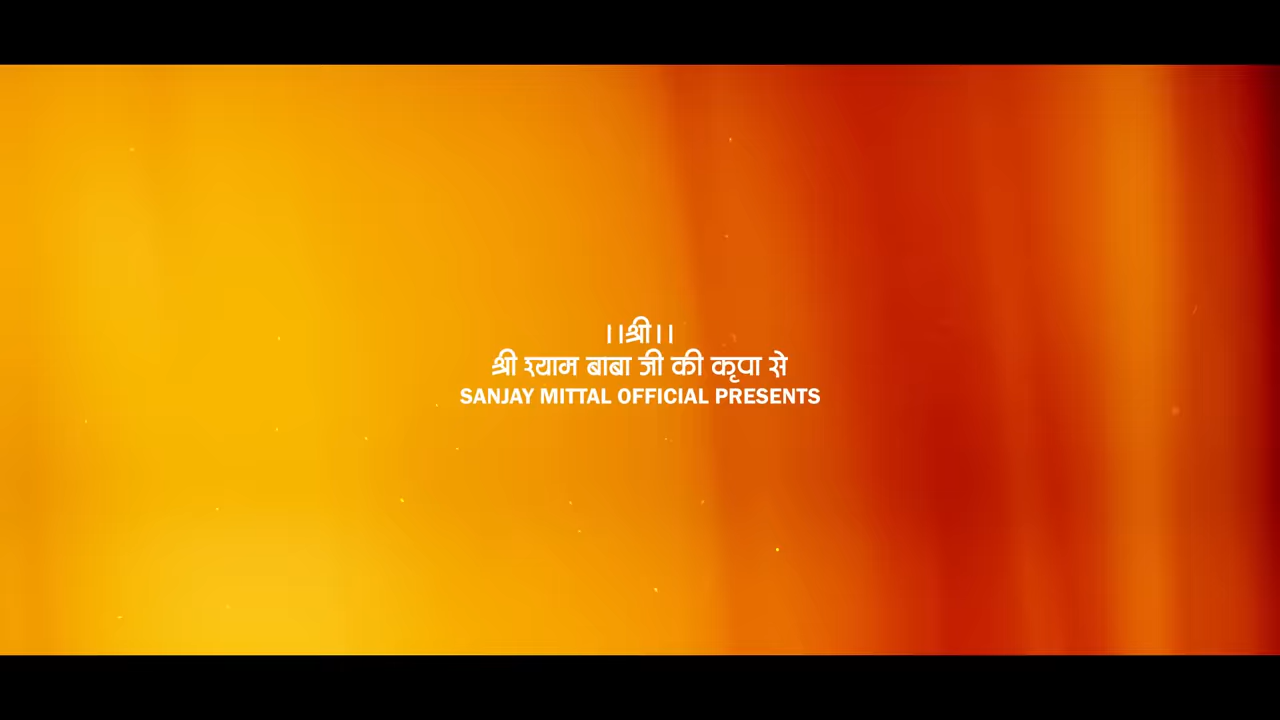 ।।श्री।।
श्री श्याम बाबा जी की कृपा से
SANJAY MITTAL OFFICIAL PRESENTS